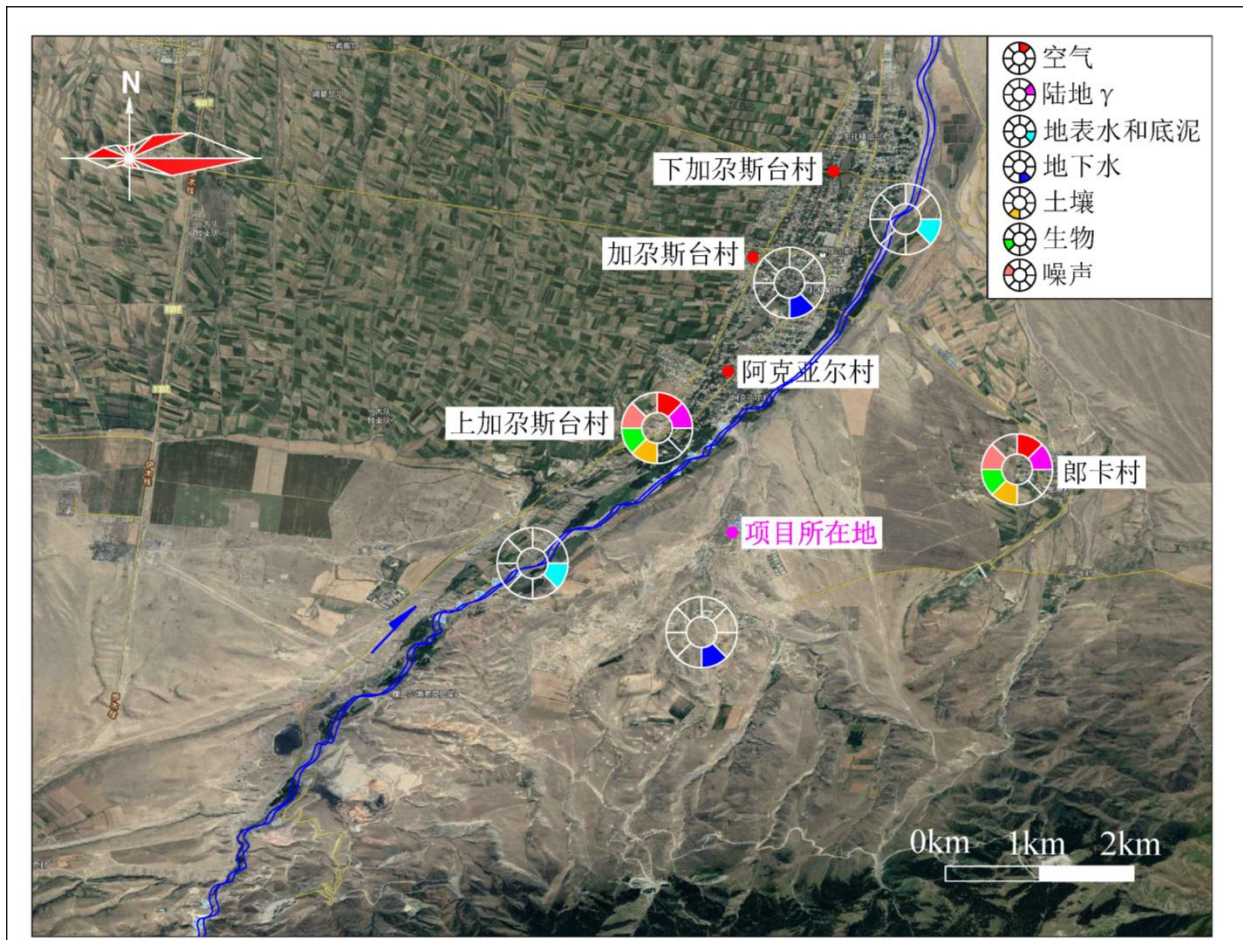 N
空气
陆地 γ
地表水和底泥
地下水
土壤
生物
噪声
下加尕斯台村
加尕斯台村
阿克亚尔村
上加尕斯台村
郎卡村
项目所在地
0km 1km 2km